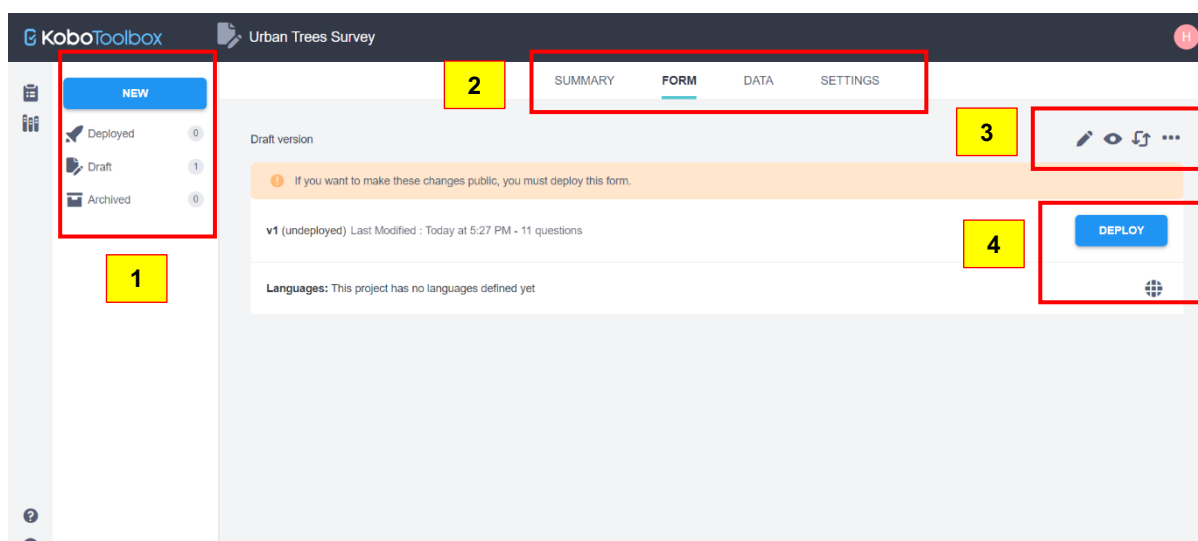 KoboToolbox
Urban Trees Survey
H
2
SUMMARY FORM DATA SETTINGS
NEW
Deployed 0
Draft 1
Archived 0
1
Draft version
3
If you want to make these changes public, you must deploy this form.
v1 (undeployed) Last Modified : Today at 5:27 PM - 11 questions
DEPLOY
4
Languages: This project has no languages defined yet